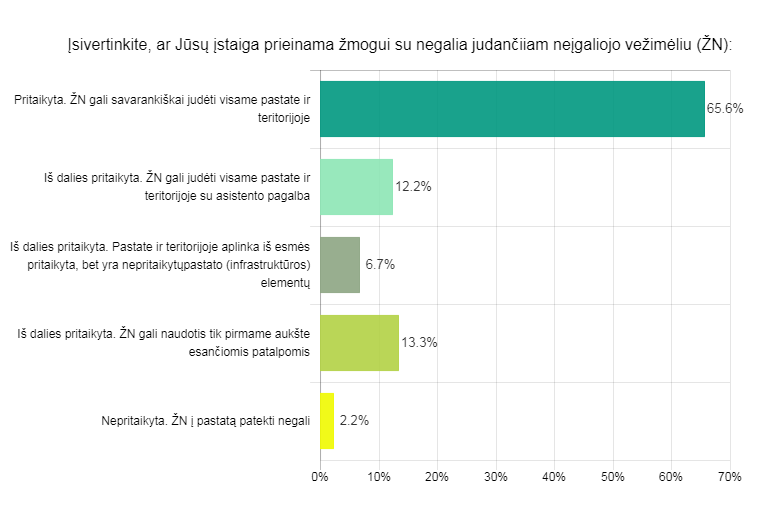 Įsivertinkite, ar Jūsų įstaiga prieinama žmogui su negalia judančiiam neįgaliojo vežimėliu (ŽN):
Pritaikyta. ŽN gali savarankiškai judėti visame pastate ir
teritorijoje
65.6%
Iš dalies pritaikyta. ŽN gali judėti visame pastate ir
teritorijoje su asistento pagalba
12.2%
Iš dalies pritaikyta. Pastate ir teritorijoje aplinka iš esmės
pritaikyta, bet yra nepritaikytųpastato (infrastruktūros)
elementų
6.7%
Iš dalies pritaikyta. ŽN gali naudotis tik pirmame aukšte
esančiomis patalpomis
13.3%
Nepritaikyta. ŽN į pastatą patekti negali
2.2%
0% 10% 20% 30% 40% 50% 60% 70%